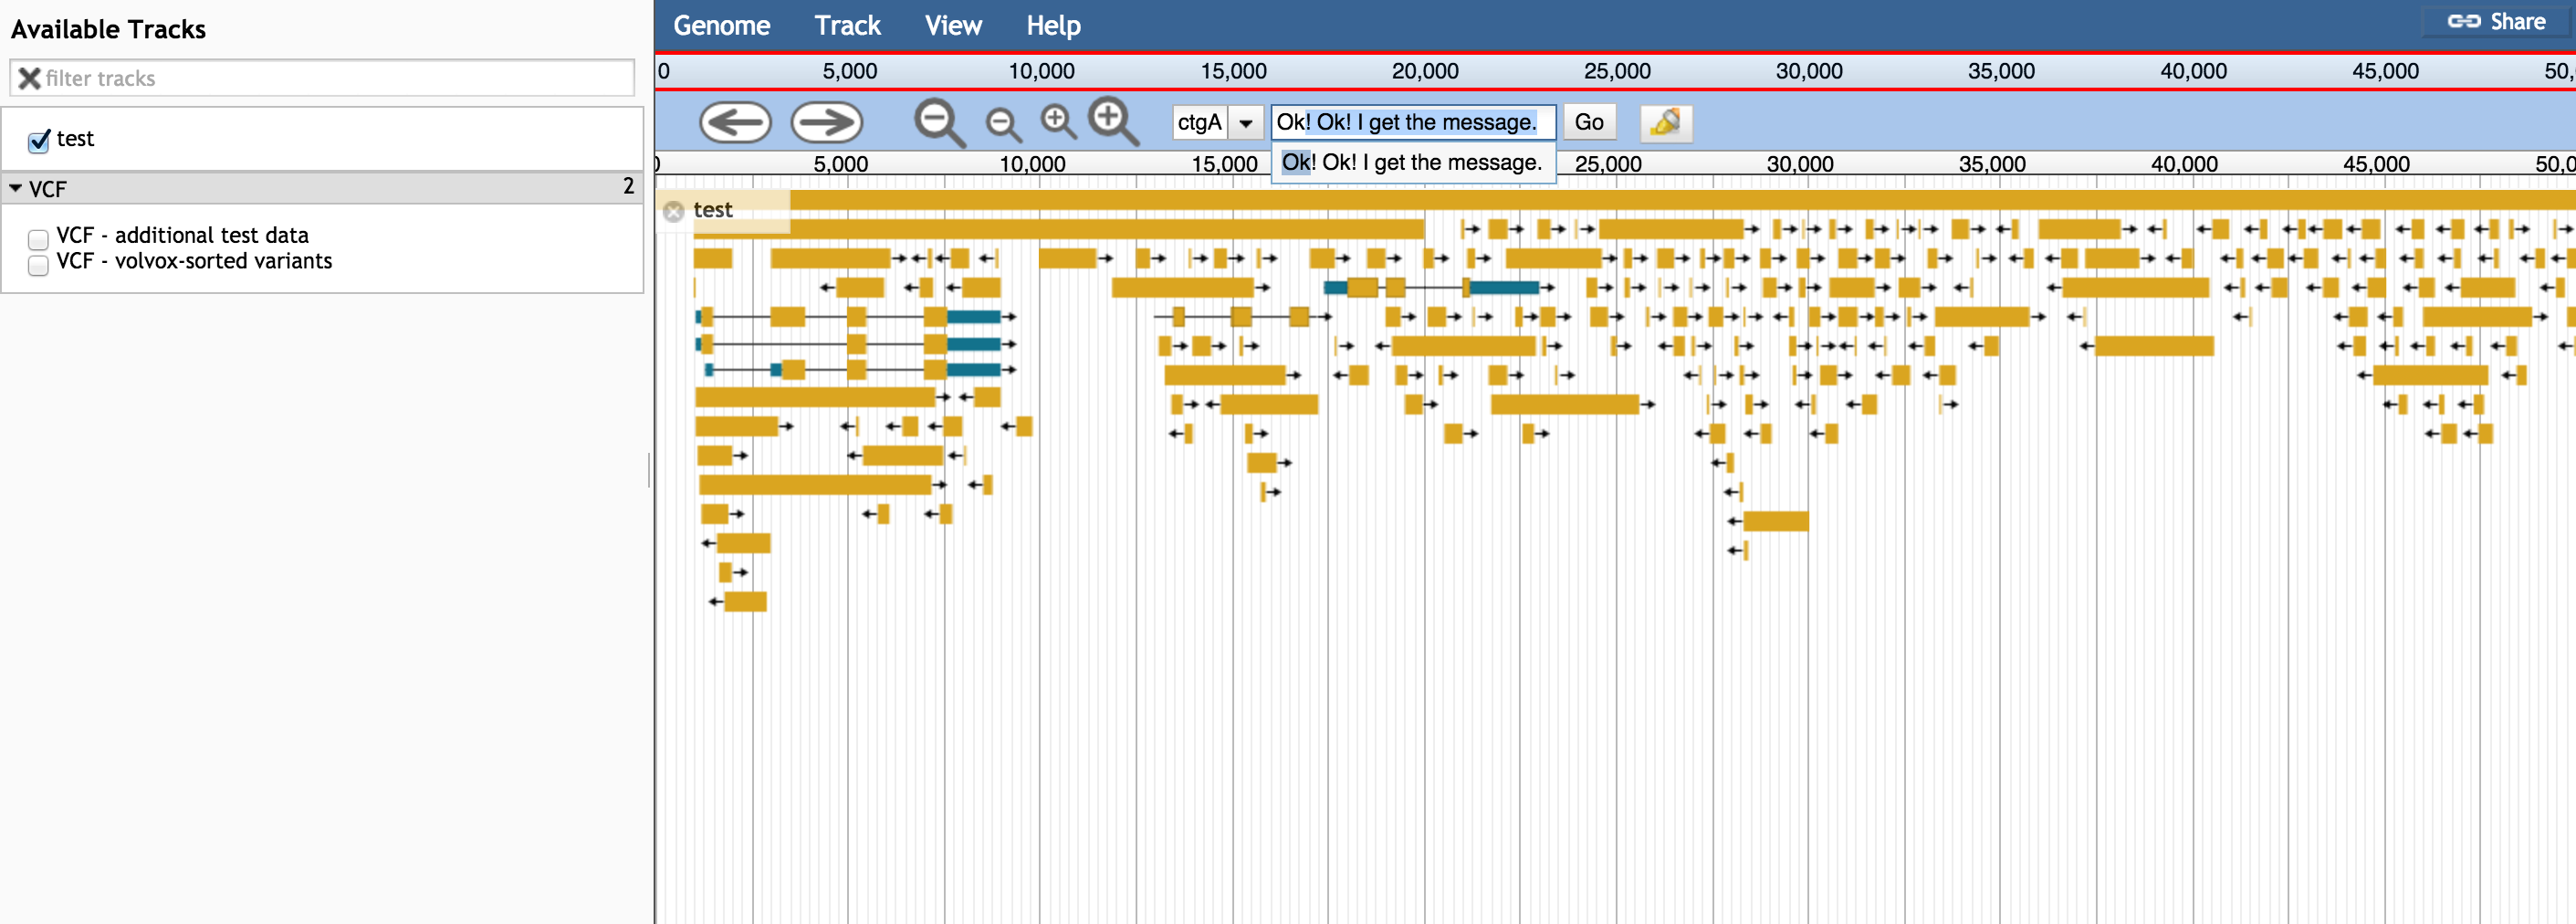 Available Tracks
filter tracks
test
VCF 2
VCF - additional test data
VCF - volvox-sorted variants
Genome Track View Help Share
0 5,000 10,000 15,000 20,000 25,000 30,000 35,000 40,000 45,000 50,
ctgA Ok! Ok! I get the message. Go
Ok! Ok! I get the message.
0 5,000 10,000 15,000 25,000 30,000 35,000 40,000 45,000 50,0
test